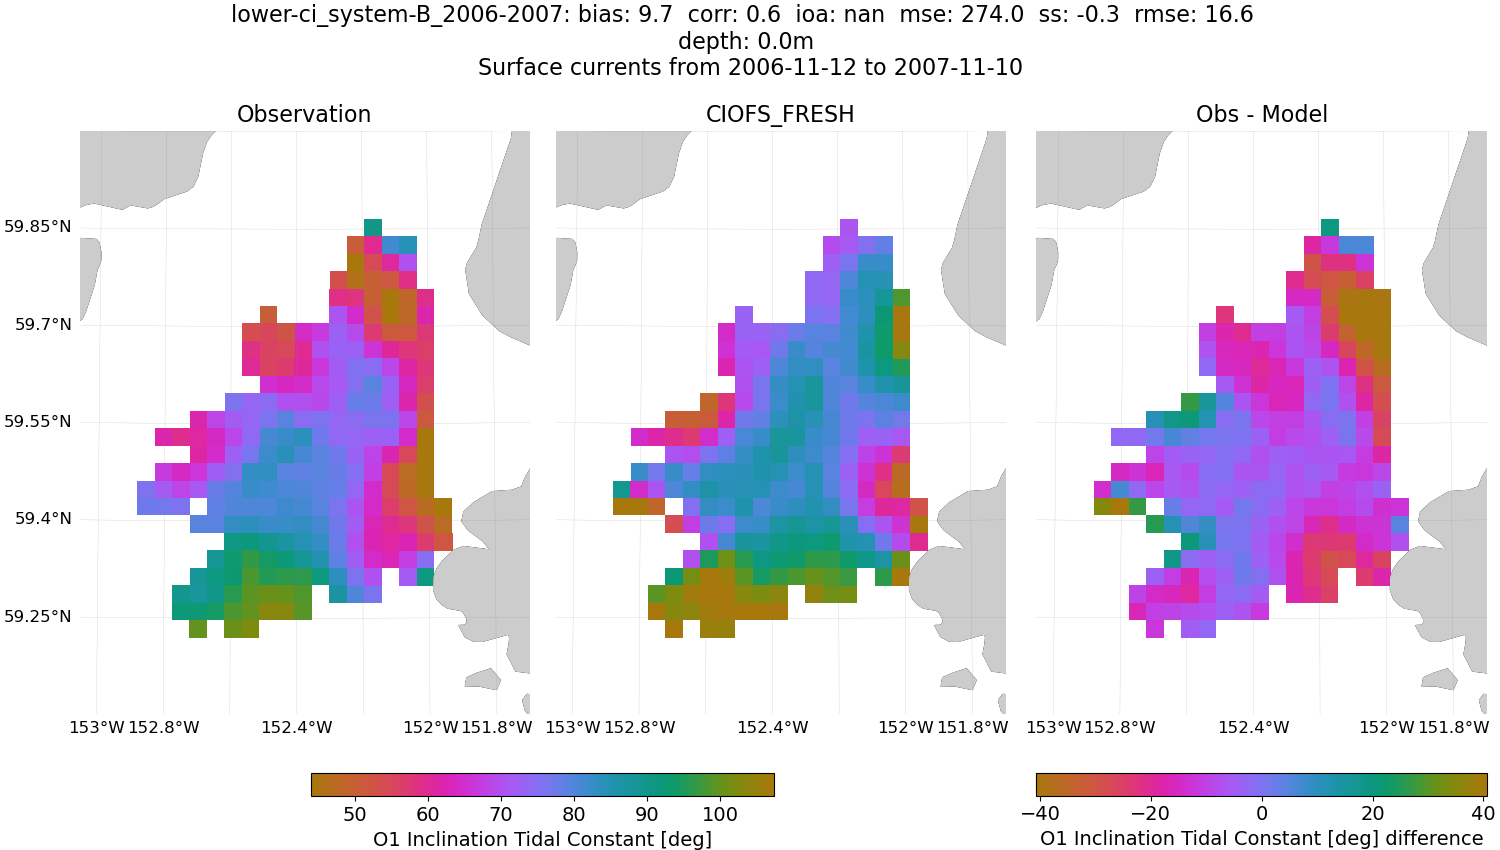 lower-ci_system-B_2006-2007: bias: 9.7  corr: 0.6  ioa: nan  mse: 274.0  ss: -0.3  rmse: 16.6
depth: 0.0m
Surface currents from 2006-11-12 to 2007-11-10
Observation
CIOFS_FRESH
Obs - Model
59.85°N
59.7°N
59.55°N
59.4°N
59.25°N
153°W 152.8°W 152.4°W 152°W 151.8°W
153°W 152.8°W 152.4°W 152°W 151.8°W
153°W 152.8°W 152.4°W 152°W 151.8°W
50 60 70 80 90 100
O1 Inclination Tidal Constant [deg]
−40 −20 0 20 40
O1 Inclination Tidal Constant [deg] difference